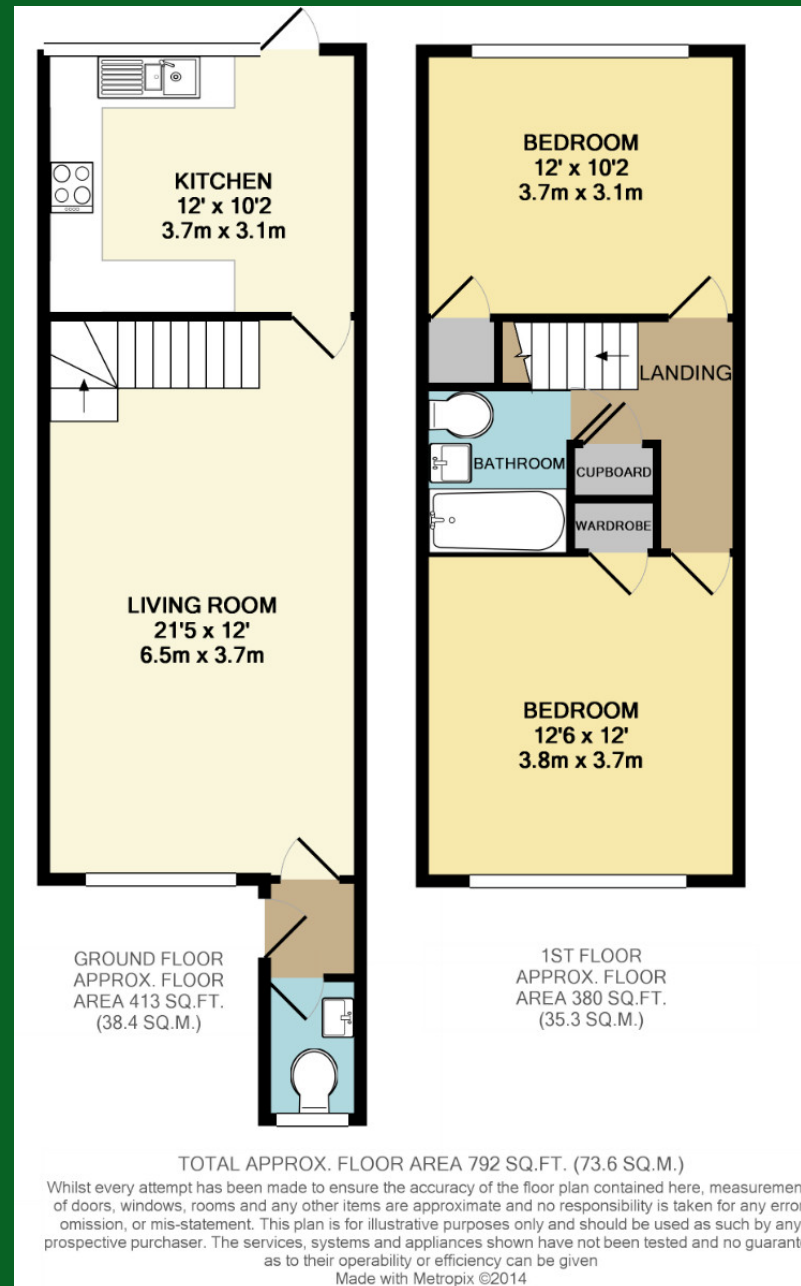 KITCHEN
12' x 10'2
3.7m x 3.1m
LIVING ROOM
21'5 x 12'
6.5m x 3.7m
GROUND FLOOR
APPROX. FLOOR
AREA 413 SQ.FT.
(38.4 SQ.M.)
BEDROOM
12' x 10'2
3.7m x 3.1m
LANDING
BATHROOM
CUPBOARD
WARDROBE
BEDROOM
12'6 x 12'
3.8m x 3.7m
1ST FLOOR
APPROX. FLOOR
AREA 380 SQ.FT.
(35.3 SQ.M.)
TOTAL APPROX. FLOOR AREA 792 SQ.FT. (73.6 SQ.M.)
Whilst every attempt has been made to ensure the accuracy of the floor plan contained here, measuremen
of doors, windows, rooms and any other items are approximate and no responsibility is taken for any error
omission, or mis-statement. This plan is for illustrative purposes only and should be used as such by any
prospective purchaser. The services, systems and appliances shown have not been tested and no guarant
as to their operability or efficiency can be given
Made with Metropix ©2014